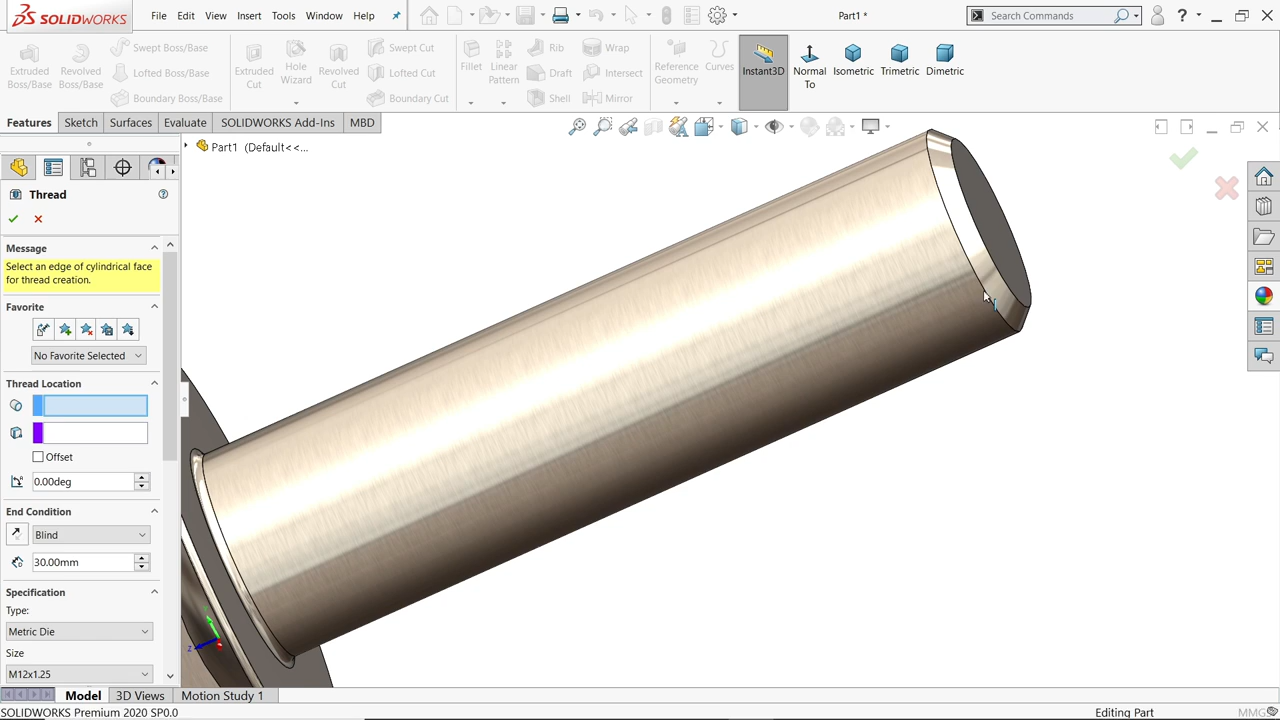 SOLIDWORKS
File Edit View Insert Tools Window Help
Part1 *
Search Commands
Extruded Boss/Base
Revolved Boss/Base
Swept Boss/Base
Lofted Boss/Base
Boundary Boss/Base
Extruded Cut
Hole Wizard
Revolved Cut
Swept Cut
Lofted Cut
Boundary Cut
Fillet
Linear Pattern
Rib
Draft
Shell
Wrap
Intersect
Mirror
Reference Geometry
Curves
Instant3D
Normal To
Isometric
Trimetric
Dimetric
Features Sketch Surfaces Evaluate SOLIDWORKS Add-Ins MBD
Part1 (Default<<...
Thread
Message
Select an edge of cylindrical face
for thread creation.
Favorite
No Favorite Selected
Thread Location
Offset
0.00deg
End Condition
Blind
30.00mm
Specification
Type:
Metric Die
Size
M12x1.25
Z
Model 3D Views Motion Study 1
SOLIDWORKS Premium 2020 SP0.0
Editing Part
MMGS